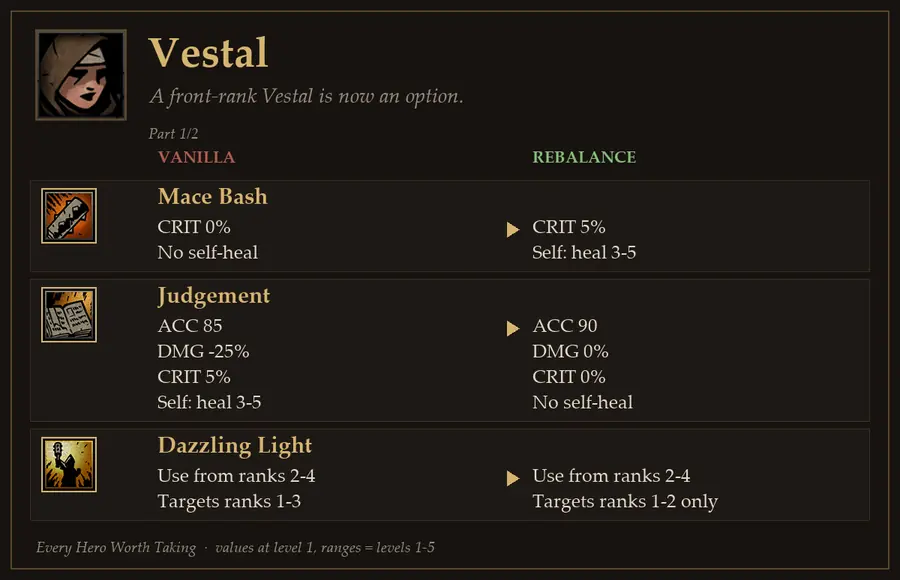 Vestal
A front-rank Vestal is now an option.
Part 1/2
VANILLA REBALANCE
Mace Bash
CRIT 0% CRIT 5%
No self-heal Self: heal 3-5
Judgement
ACC 85 ACC 90
DMG -25% DMG 0%
CRIT 5% CRIT 0%
Self: heal 3-5 No self-heal
Dazzling Light
Use from ranks 2-4 Use from ranks 2-4
Targets ranks 1-3 Targets ranks 1-2 only
Every Hero Worth Taking · values at level 1, ranges = levels 1-5